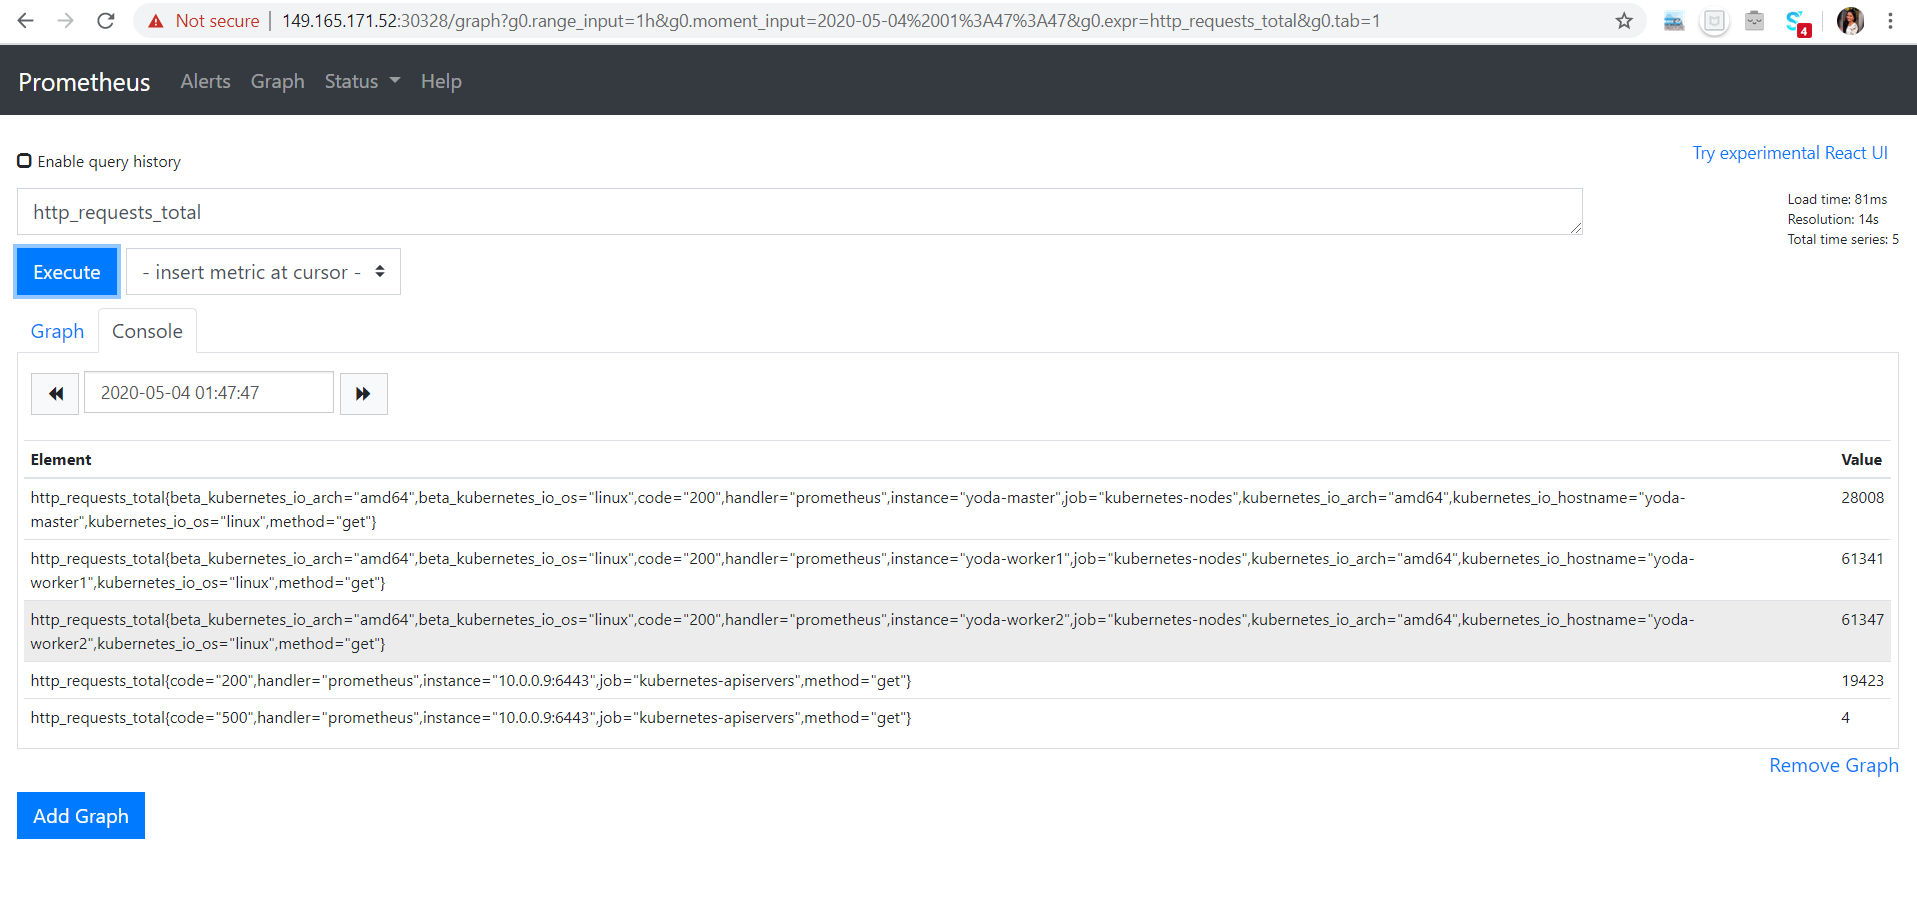 Not secure | 149.165.171.52:30328/graph?g0.range_input=1h&g0.moment_input=2020-05-04%2001%3A47%3A47&g0.expr=http_requests_total&g0.tab=1
4
Prometheus Alerts Graph Status Help
Enable query history
Try experimental React UI
http_requests_total
Load time: 81ms
Resolution: 14s
Total time series: 5
Execute - insert metric at cursor -
Graph Console
2020-05-04 01:47:47
Element Value
http_requests_total{beta_kubernetes_io_arch="amd64",beta_kubernetes_io_os="linux",code="200",handler="prometheus",instance="yoda-master",job="kubernetes-nodes",kubernetes_io_arch="amd64",kubernetes_io_hostname="yoda- 28008
master",kubernetes_io_os="linux",method="get"}
http_requests_total{beta_kubernetes_io_arch="amd64",beta_kubernetes_io_os="linux",code="200",handler="prometheus",instance="yoda-worker1",job="kubernetes-nodes",kubernetes_io_arch="amd64",kubernetes_io_hostname="yoda- 61341
worker1",kubernetes_io_os="linux",method="get"}
http_requests_total{beta_kubernetes_io_arch="amd64",beta_kubernetes_io_os="linux",code="200",handler="prometheus",instance="yoda-worker2",job="kubernetes-nodes",kubernetes_io_arch="amd64",kubernetes_io_hostname="yoda- 61347
worker2",kubernetes_io_os="linux",method="get"}
http_requests_total{code="200",handler="prometheus",instance="10.0.0.9:6443",job="kubernetes-apiservers",method="get"} 19423
http_requests_total{code="500",handler="prometheus",instance="10.0.0.9:6443",job="kubernetes-apiservers",method="get"} 4
Remove Graph
Add Graph